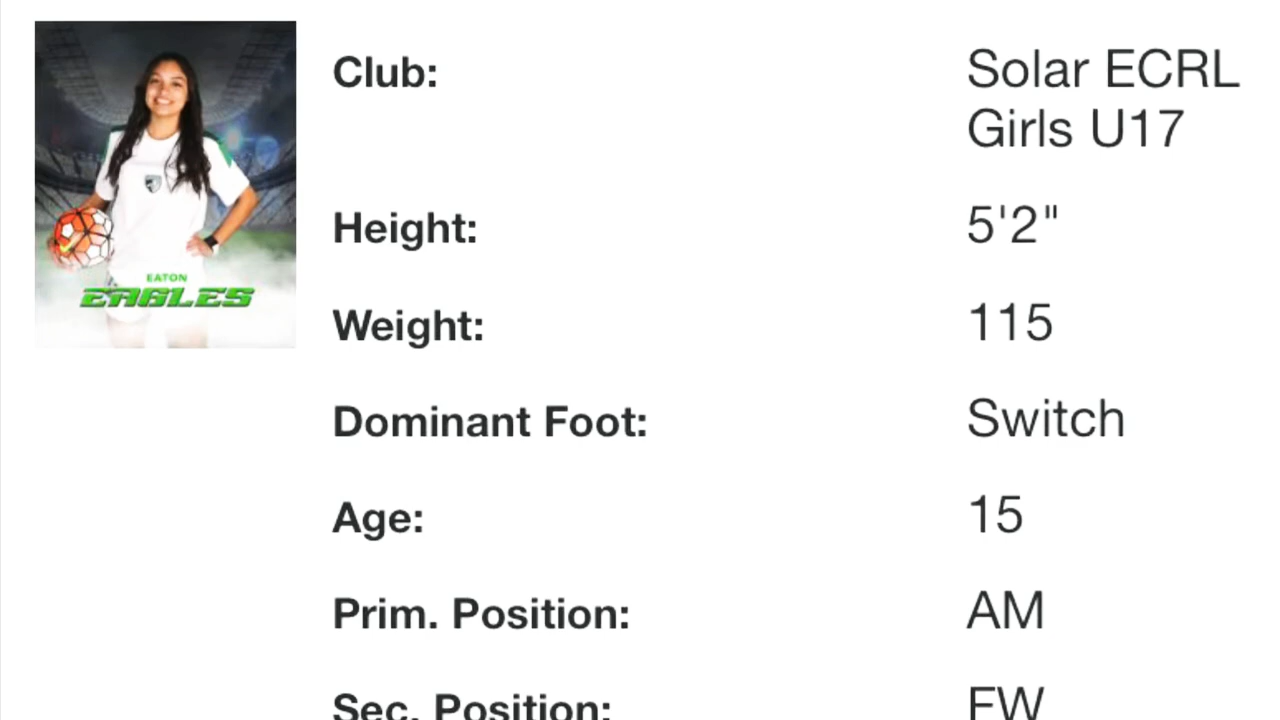 Club: Solar ECRL
Girls U17
Height: 5'2"
Weight: 115
Dominant Foot: Switch
Age: 15
Prim. Position: AM
Sec. Position: FW
EATON
EAGLES